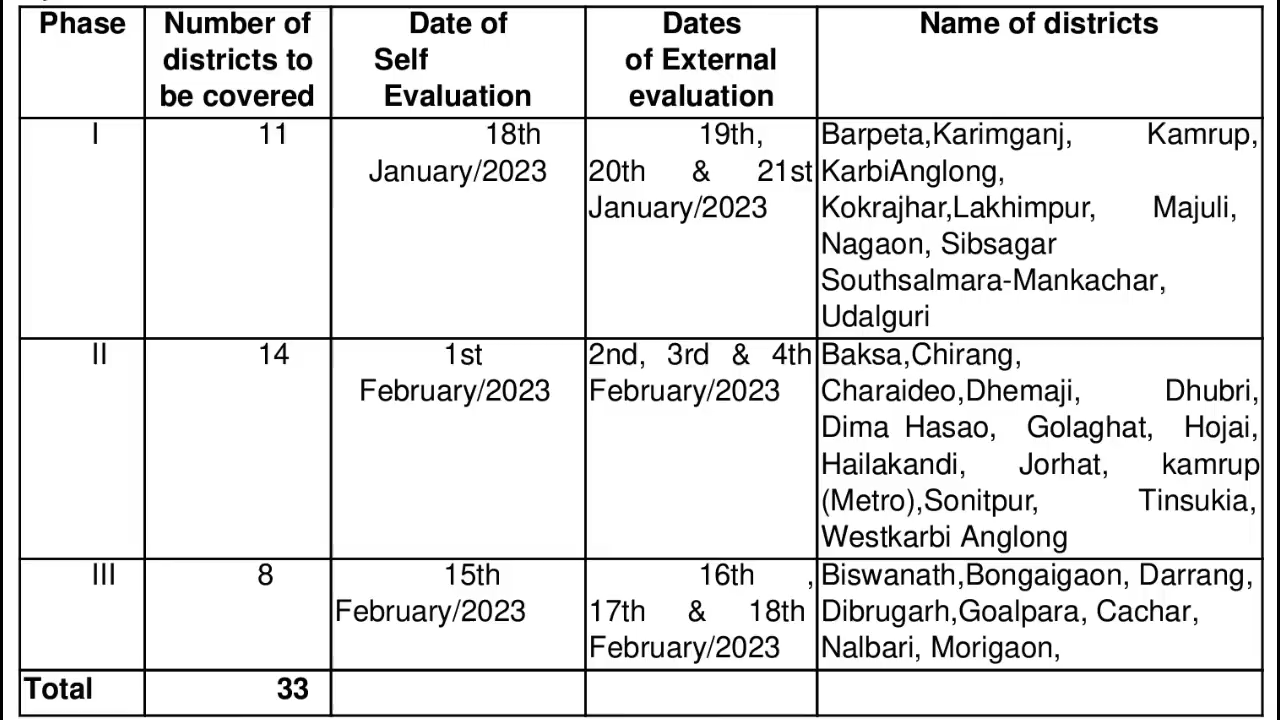 Phase
Number of
districts to
be covered
Date of
Self
Evaluation
Dates
of External
evaluation
Name of districts
I
11
18th
January/2023
19th,
20th & 21st
January/2023
Barpeta,Karimganj, Kamrup,
KarbiAnglong,
Kokrajhar,Lakhimpur, Majuli,
Nagaon, Sibsagar
Southsalmara-Mankachar,
Udalguri
II
14
1st
February/2023
2nd, 3rd & 4th
February/2023
Baksa,Chirang,
Charaideo,Dhemaji, Dhubri,
Dima Hasao, Golaghat, Hojai,
Hailakandi, Jorhat, kamrup
(Metro),Sonitpur, Tinsukia,
Westkarbi Anglong
III
8
15th
February/2023
16th ,
17th & 18th
February/2023
Biswanath,Bongaigaon, Darrang,
Dibrugarh,Goalpara, Cachar,
Nalbari, Morigaon,
Total
33